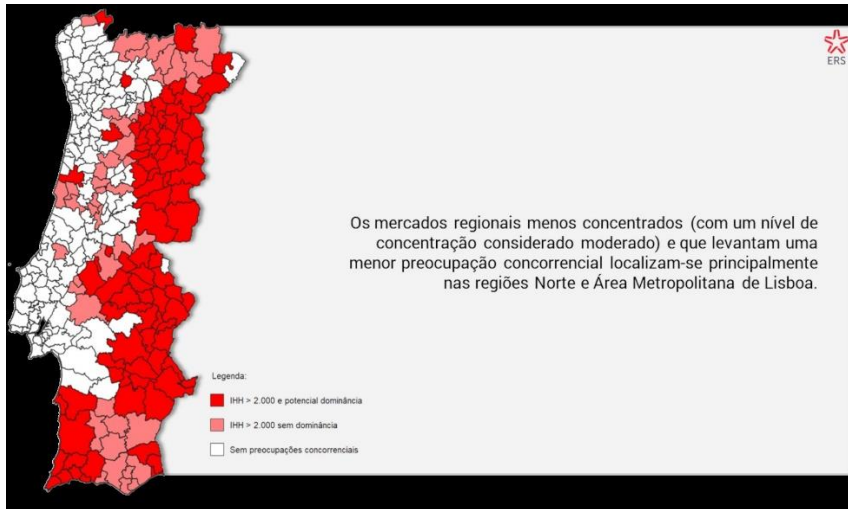 ERS
Os mercados regionais menos concentrados (com um nível de
concentração considerado moderado) e que levantam uma
menor preocupação concorrencial localizam-se principalmente
nas regiões Norte e Área Metropolitana de Lisboa.
Legenda:
IHH > 2.000 e potencial dominância
IHH > 2.000 sem dominância
Sem preocupações concorrenciais